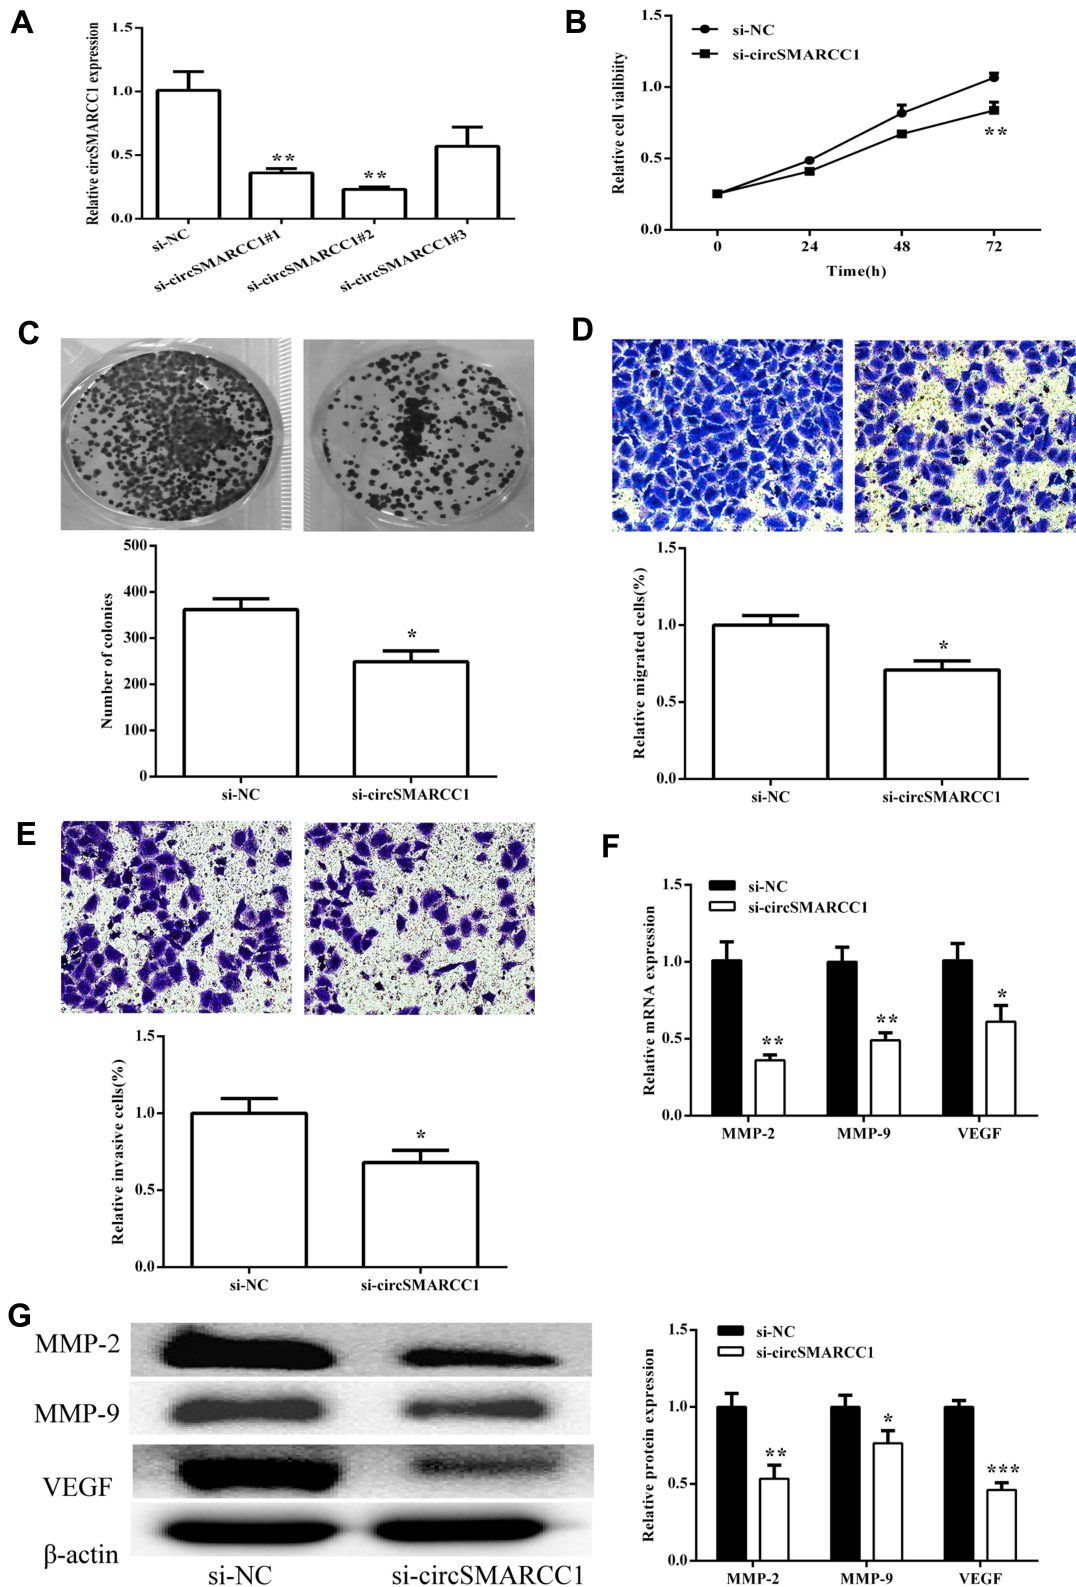 A
Relative circSMARCC1 expression
1.5
1.0
0.5
0.0
si-NC
si-circSMARCC1#1
si-circSMARCC1#2
si-circSMARCC1#3
**
**
B
si-NC
si-circSMARCC1
Relative cell vialibiity
1.5
1.0
0.5
0.0
**
0 24 48 72
Time(h)
C
Number of colonies
500
400
300
200
100
0
*
si-NC si-circSMARCC1
D
Relative migrated cells(%)
1.5
1.0
0.5
0.0
*
si-NC si-circSMARCC1
E
Relative invasive cells(%)
1.5
1.0
0.5
0.0
*
si-NC si-circSMARCC1
F
si-NC
si-circSMARCC1
Relative mRNA expression
1.5
1.0
0.5
0.0
** ** *
MMP-2 MMP-9 VEGF
G
MMP-2
MMP-9
VEGF
β-actin
si-NC si-circSMARCC1
si-NC
si-circSMARCC1
Relative protein expression
1.5
1.0
0.5
0.0
** * ***
MMP-2 MMP-9 VEGF